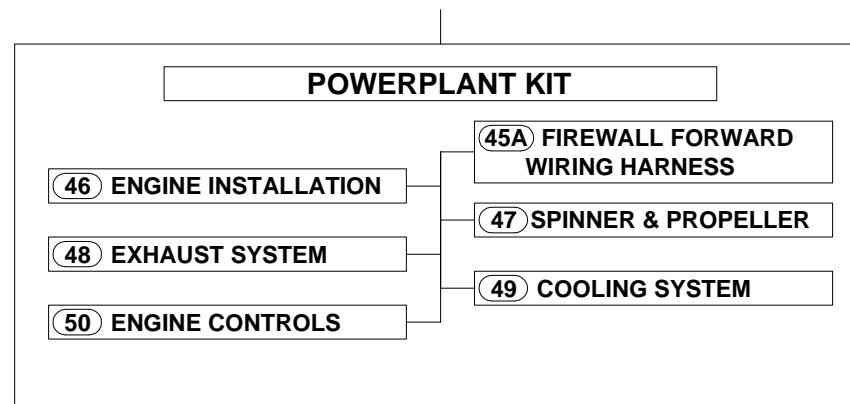 POWERPLANT KIT
45A FIREWALL FORWARD
WIRING HARNESS
46 ENGINE INSTALLATION
47 SPINNER & PROPELLER
48 EXHAUST SYSTEM
49 COOLING SYSTEM
50 ENGINE CONTROLS